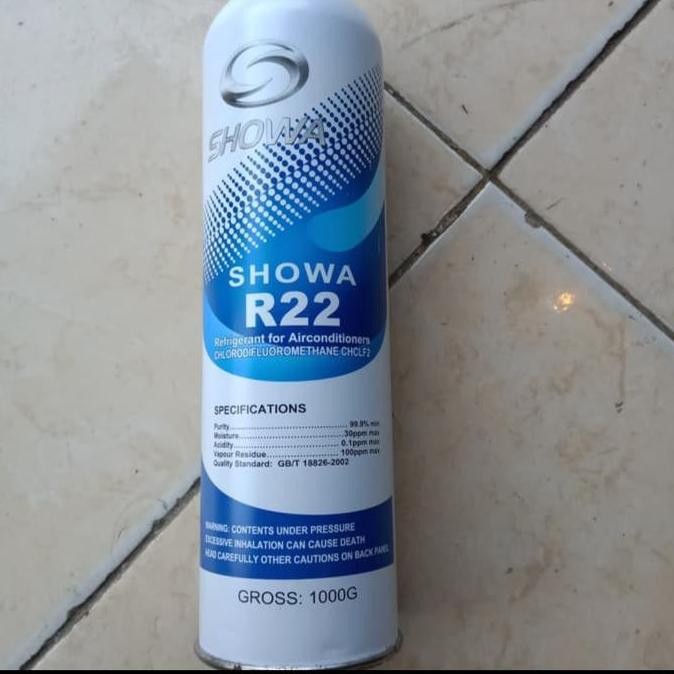 SHOWA
SHOWA
R22
Refrigerant for Airconditioners
CHLORODIFLUOROMETHANE CHCLF2
SPECIFICATIONS
Purity.......................................... 99.9% min
Moisture.....................................30ppm max
Acidity....................................... 0.1ppm max
Vapour Residue......................... 100ppm max
Quality Standard: GB/T 18826-2002
WARNING: CONTENTS UNDER PRESSURE
EXCESSIVE INHALATION CAN CAUSE DEATH
READ CAREFULLY OTHER CAUTIONS ON BACK PANEL
GROSS: 1000G